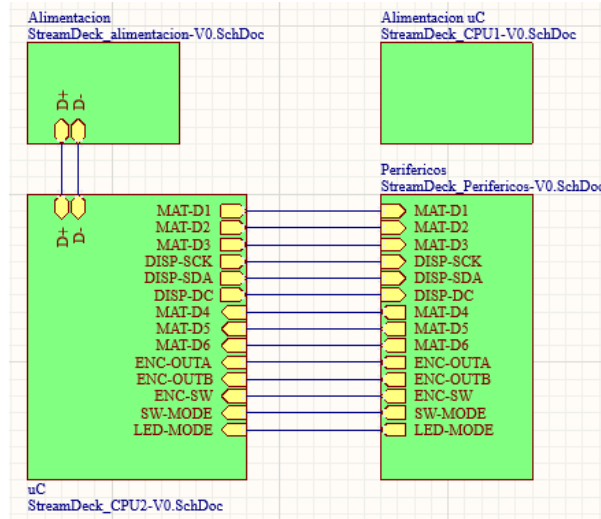 Alimentacion
StreamDeck_alimentacion-V0.SchDoc
D+
D-
Alimentacion uC
StreamDeck_CPU1-V0.SchDoc
Perifericos
StreamDeck_Perifericos-V0.SchDoc
D+
D-
MAT-D1
MAT-D2
MAT-D3
DISP-SCK
DISP-SDA
DISP-DC
MAT-D4
MAT-D5
MAT-D6
ENC-OUTA
ENC-OUTB
ENC-SW
SW-MODE
LED-MODE
MAT-D1
MAT-D2
MAT-D3
DISP-SCK
DISP-SDA
DISP-DC
MAT-D4
MAT-D5
MAT-D6
ENC-OUTA
ENC-OUTB
ENC-SW
SW-MODE
LED-MODE
uC
StreamDeck_CPU2-V0.SchDoc